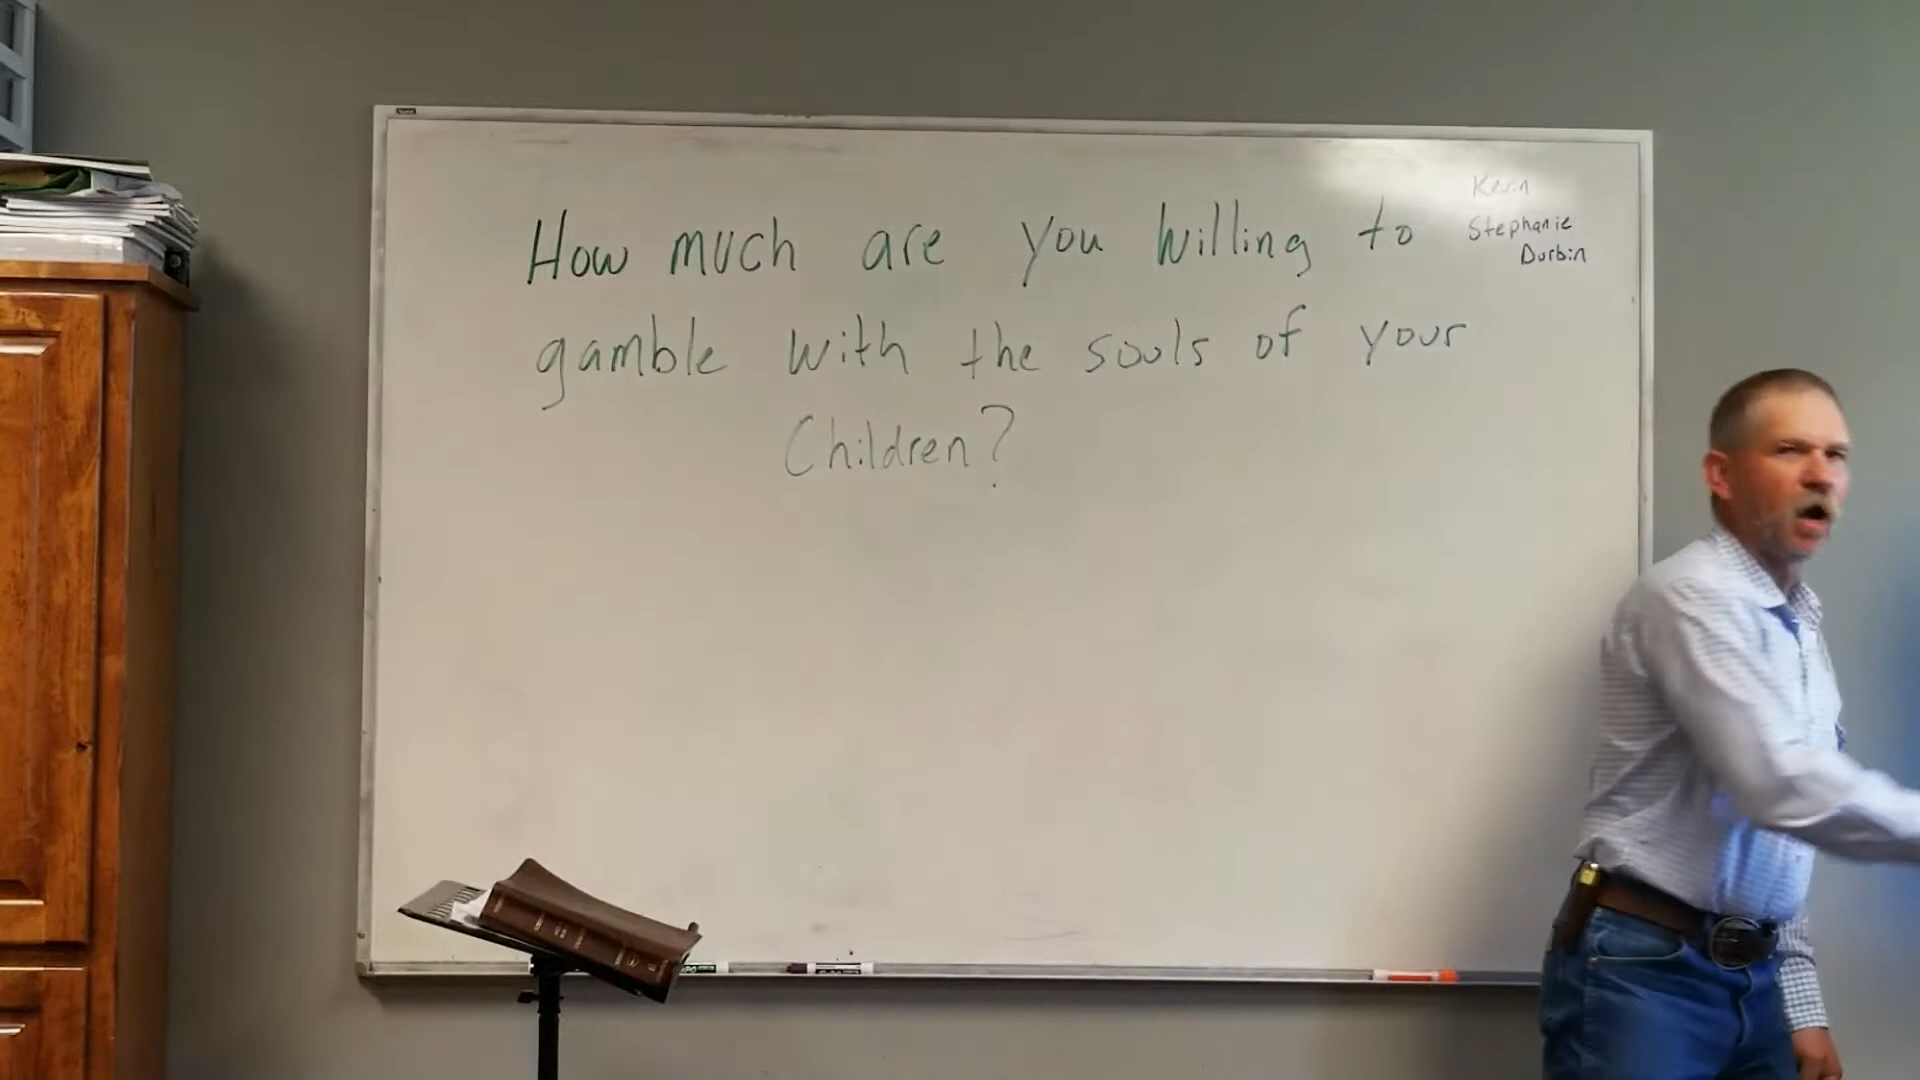 How much are you willing to
gamble with the souls of your
Children?
Kevin
Stephanie
Durbin